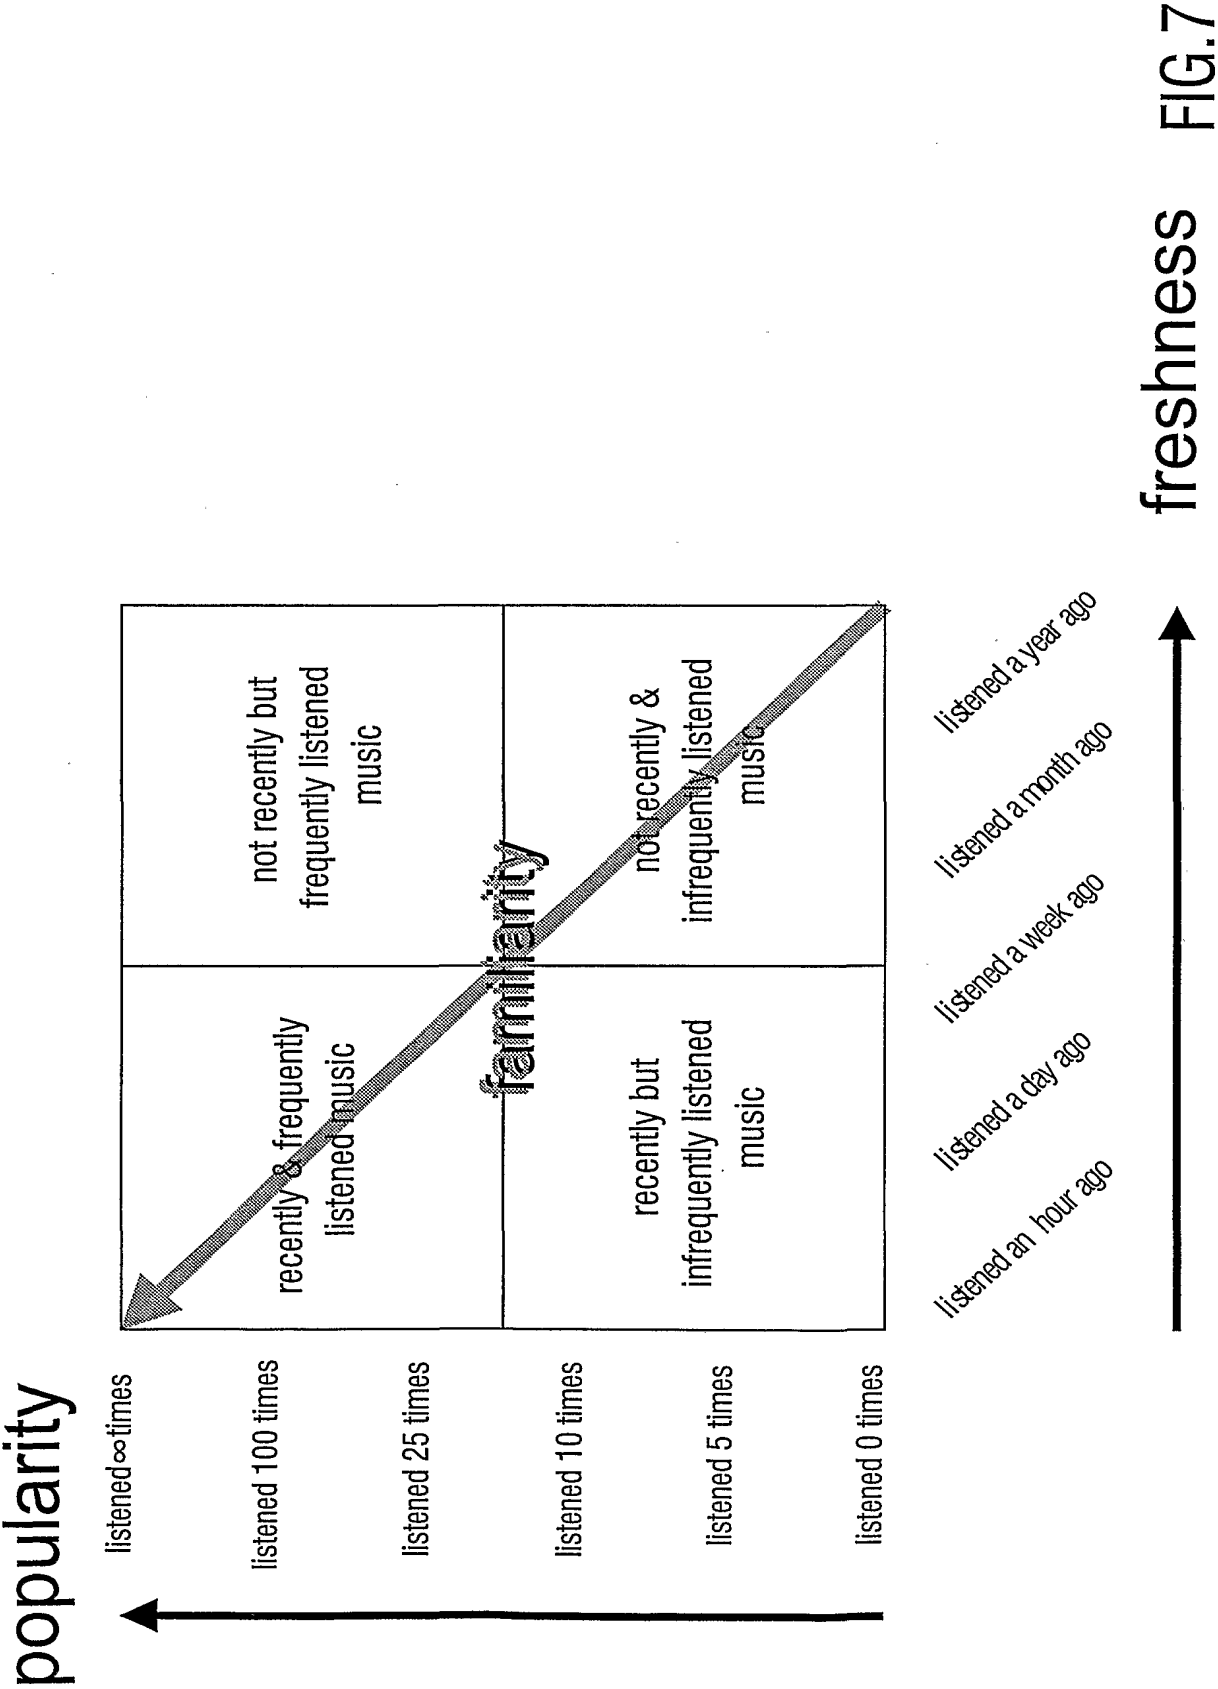 popularity
listened ∞ times
listened 100 times
listened 25 times
listened 10 times
listened 5 times
listened 0 times
recently & frequently
listened music
not recently but
frequently listened
music
familiarity
recently but
infrequently listened
music
not recently &
infrequently listened
music
listened an hour ago
listened a day ago
listened a week ago
listened a month ago
listened a year ago
freshness
FIG.7